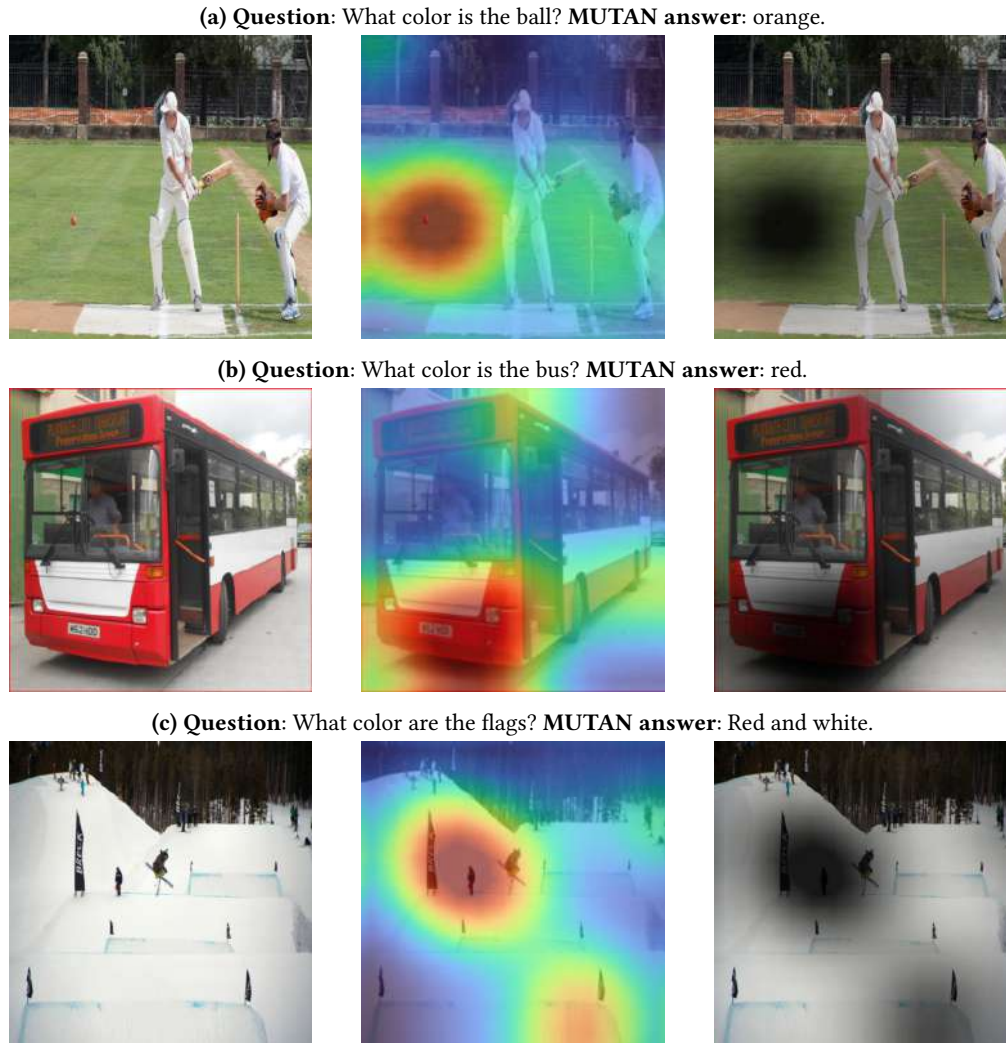 (a) Question: What color is the ball? MUTAN answer: orange.
(b) Question: What color is the bus? MUTAN answer: red.
(c) Question: What color are the flags? MUTAN answer: Red and white.
BRECK